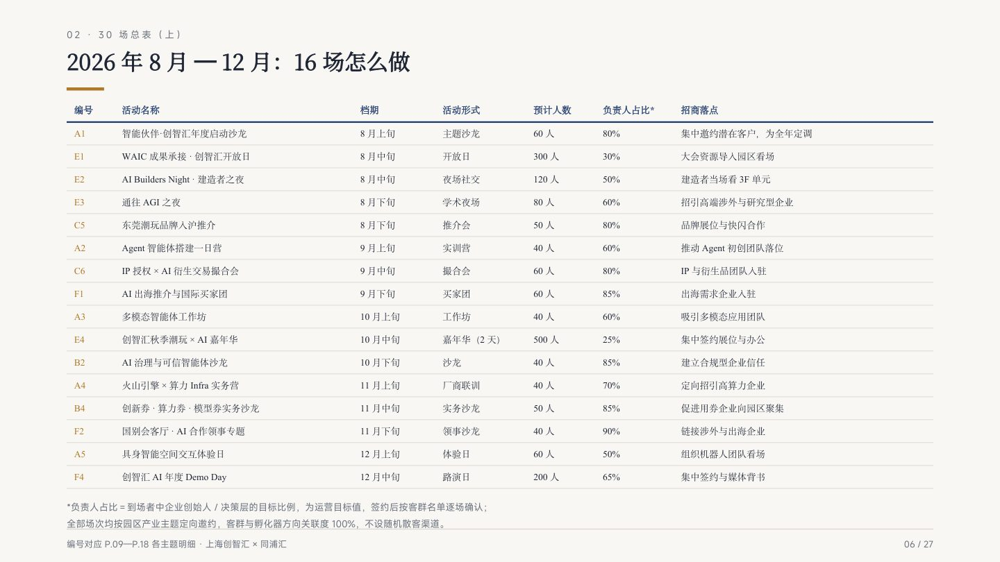 02 · 30 场总表（上）
2026 年 8 月 — 12 月：16 场怎么做
编号 活动名称 档期 活动形式 预计人数 负责人占比* 招商落点
A1 智能伙伴·创智汇年度启动沙龙 8 月上旬 主题沙龙 60 人 80% 集中邀约潜在客户，为全年定调
E1 WAIC 成果承接 · 创智汇开放日 8 月中旬 开放日 300 人 30% 大会资源导入园区看场
E2 AI Builders Night · 建造者之夜 8 月中旬 夜场社交 120 人 50% 建造者当场看 3F 单元
E3 通往 AGI 之夜 8 月下旬 学术夜场 80 人 60% 招引高端涉外与研究型企业
C5 东莞潮玩品牌入沪推介 8 月下旬 推介会 50 人 80% 品牌展位与快闪合作
A2 Agent 智能体搭建一日营 9 月上旬 实训营 40 人 60% 推动 Agent 初创团队落位
C6 IP 授权 × AI 衍生交易撮合会 9 月中旬 撮合会 60 人 80% IP 与衍生品团队入驻
F1 AI 出海推介与国际买家团 9 月下旬 买家团 60 人 85% 出海需求企业入驻
A3 多模态智能体工作坊 10 月上旬 工作坊 40 人 60% 吸引多模态应用团队
E4 创智汇秋季潮玩 × AI 嘉年华 10 月中旬 嘉年华（2 天） 500 人 25% 集中签约展位与办公
B2 AI 治理与可信智能体沙龙 10 月下旬 沙龙 40 人 85% 建立合规型企业信任
A4 火山引擎 × 算力 Infra 实务营 11 月上旬 厂商联训 40 人 70% 定向招引高算力企业
B4 创新券 · 算力券 · 模型券实务沙龙 11 月中旬 实务沙龙 50 人 85% 促进用券企业向园区聚集
F2 国别会客厅 · AI 合作领事专题 11 月下旬 领事沙龙 40 人 90% 链接涉外与出海企业
A5 具身智能空间交互体验日 12 月上旬 体验日 60 人 50% 组织机器人团队看场
F4 创智汇 AI 年度 Demo Day 12 月中旬 路演日 200 人 65% 集中签约与媒体背书
*负责人占比 = 到场者中企业创始人 / 决策层的目标比例，为运营目标值，签约后按客群名单逐场确认；
全部场次均按园区产业主题定向邀约，客群与孵化器方向关联度 100%，不设随机散客渠道。
编号对应 P.09—P.18 各主题明细 · 上海创智汇 × 同浦汇
06 / 27